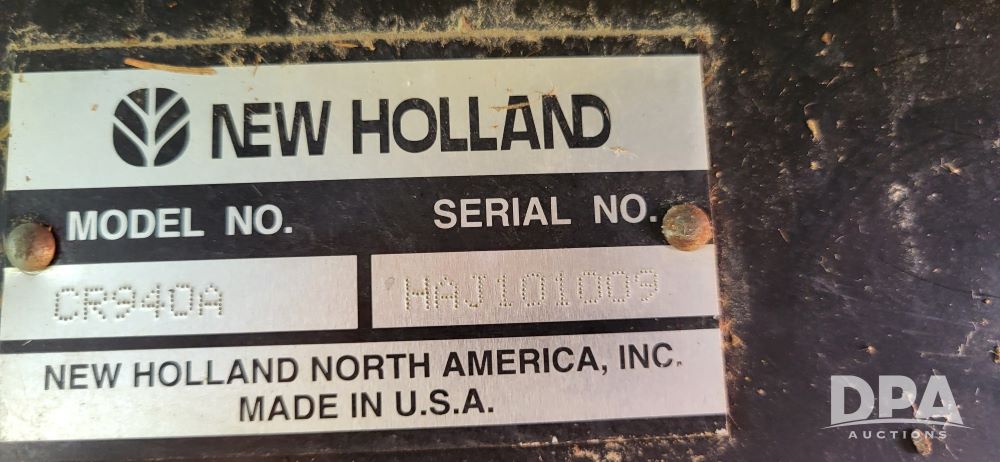 NEW HOLLAND
MODEL NO. SERIAL NO.
CR940A HAJ101009
NEW HOLLAND NORTH AMERICA, INC.
MADE IN U.S.A.
DPA
AUCTIONS